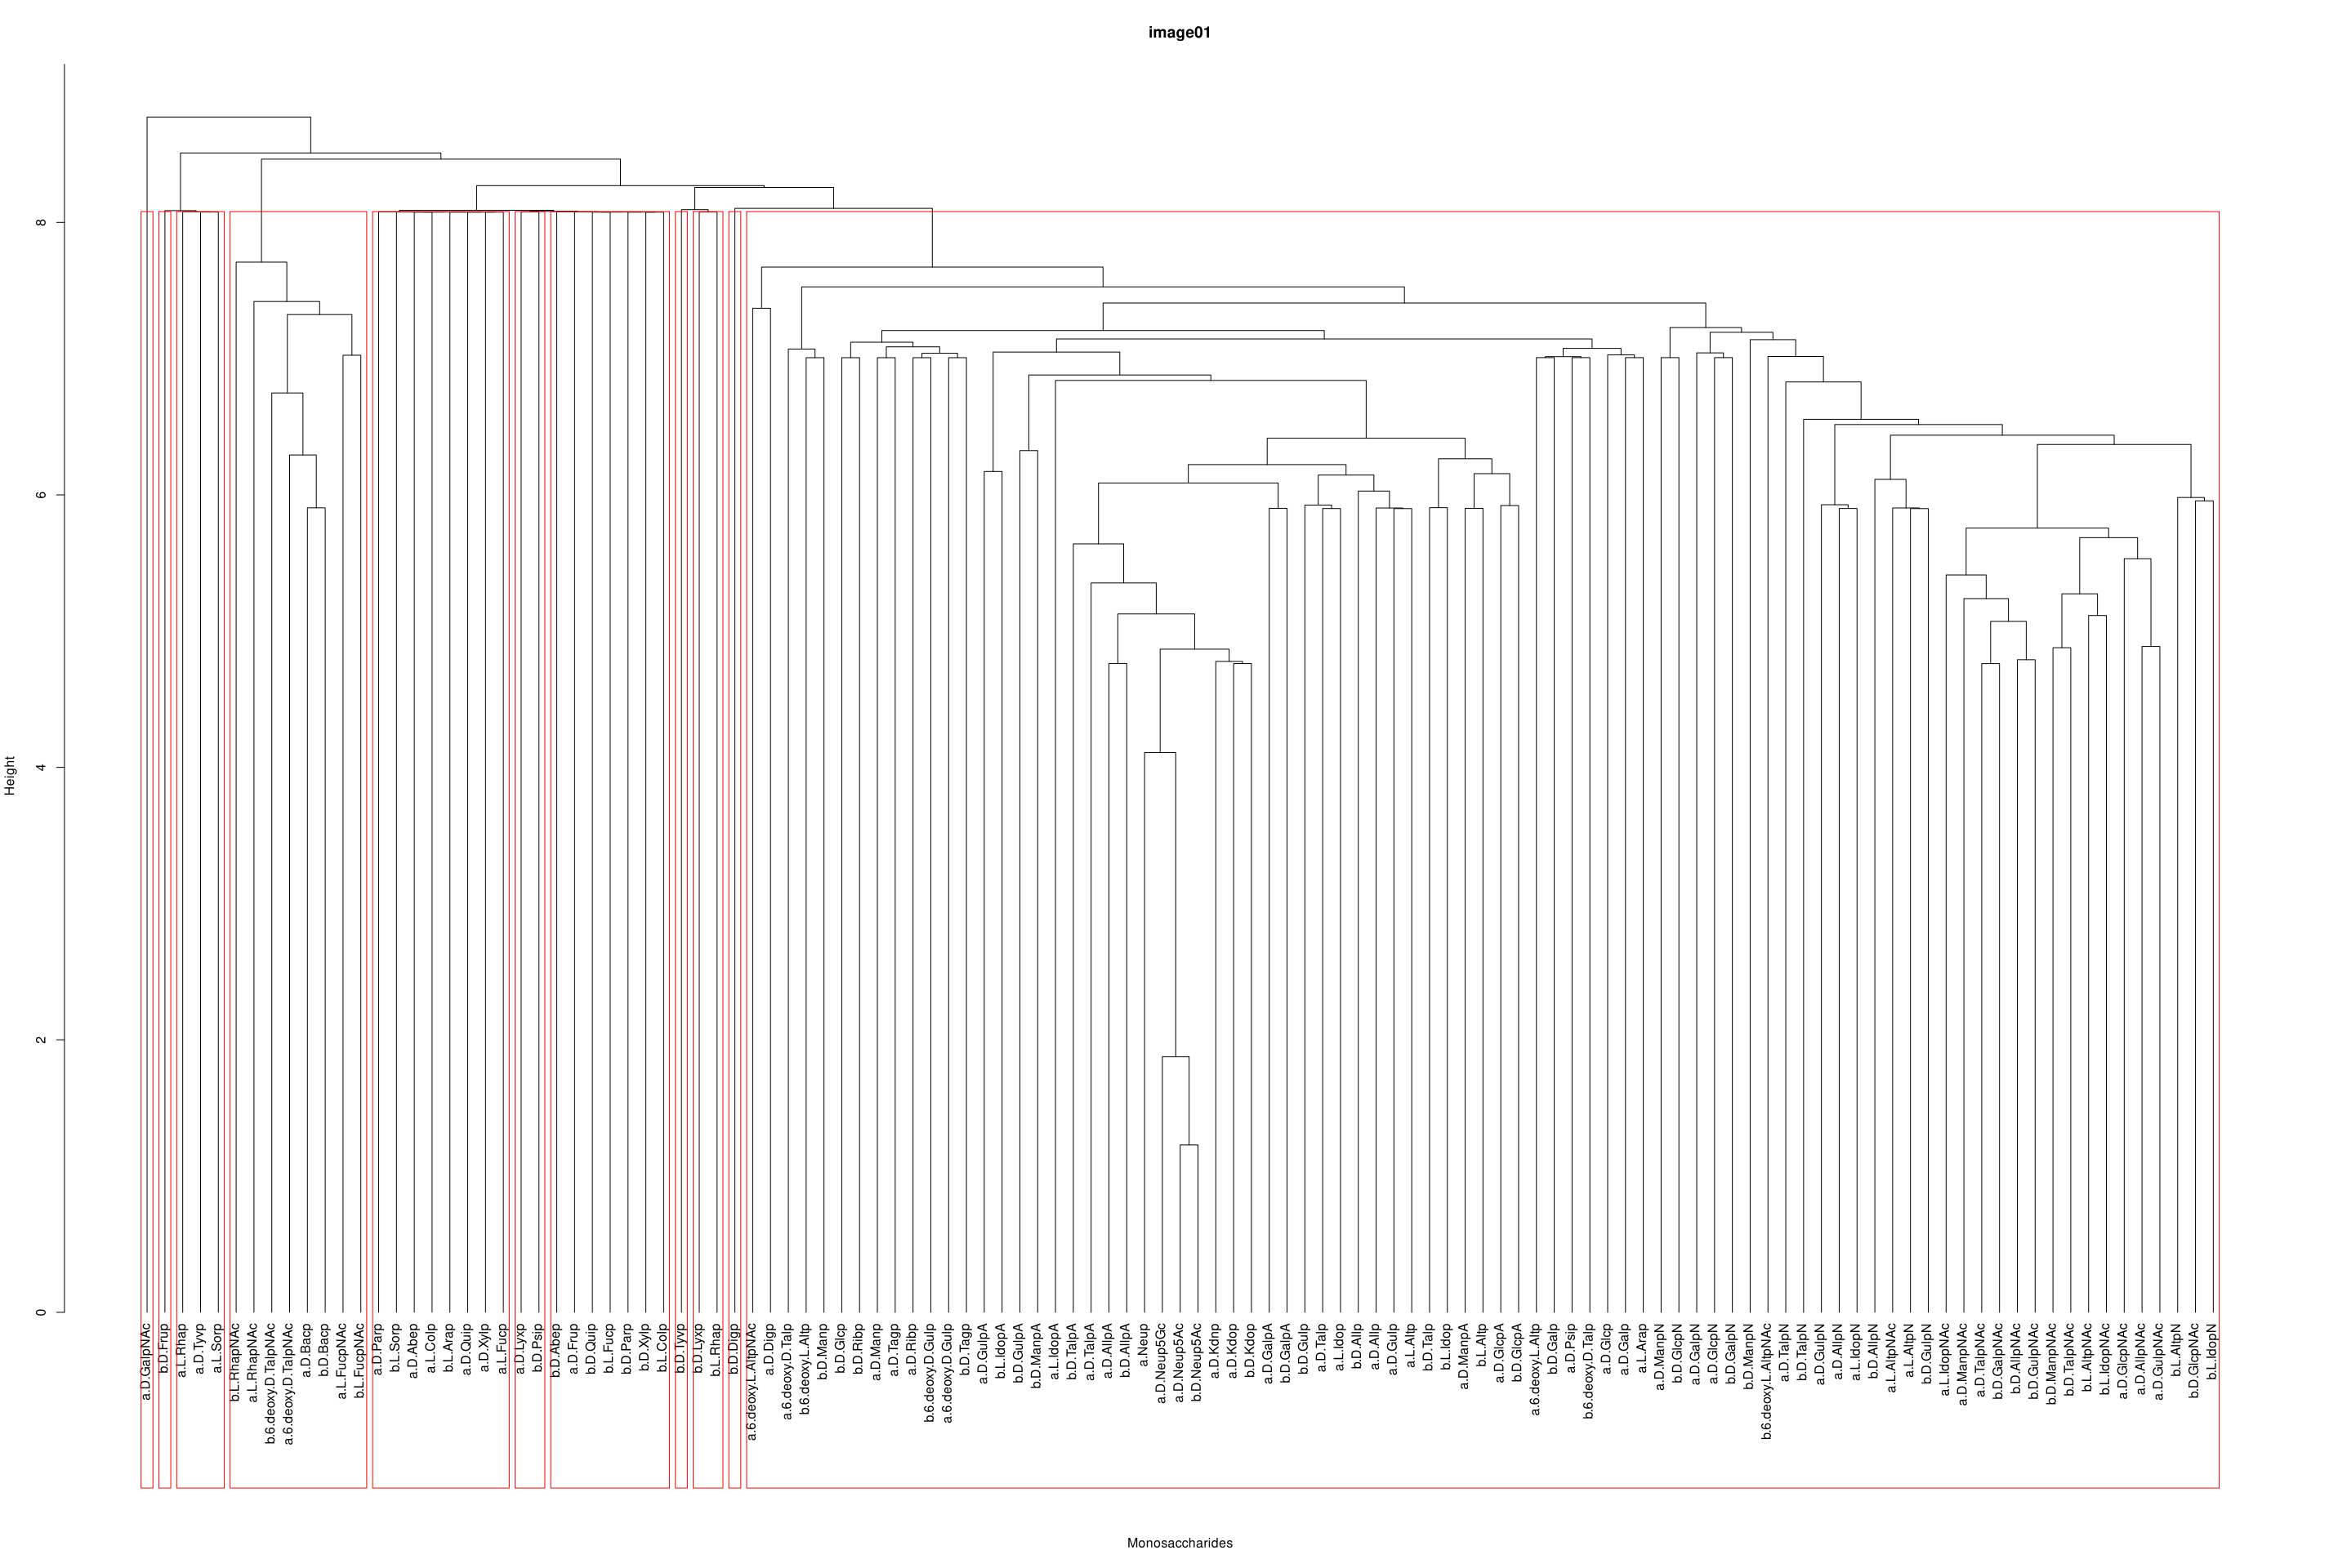 image01
Height
0
2
4
6
8
a.D.GalpNAc
b.D.Frup
a.L.Rhap
a.D.Tyvp
a.L.Sorp
b.L.RhapNAc
a.L.RhapNAc
b.6.deoxy.D.TalpNAc
a.6.deoxy.D.TalpNAc
a.D.Bacp
b.D.Bacp
a.L.FucpNAc
b.L.FucpNAc
a.D.Parp
b.L.Sorp
a.D.Abep
a.L.Colp
b.L.Arap
a.D.Quip
a.D.Xylp
a.L.Fucp
a.D.Lyxp
b.D.Psip
b.D.Abep
a.D.Frup
b.D.Quip
b.L.Fucp
b.D.Parp
b.D.Xylp
b.L.Colp
b.D.Tyvp
b.D.Lyxp
b.L.Rhap
b.D.Digp
a.6.deoxy.L.AltpNAc
a.D.Digp
a.6.deoxy.D.Talp
b.6.deoxy.L.Altp
b.D.Manp
b.D.Glcp
b.D.Ribp
a.D.Manp
a.D.Tagp
a.D.Ribp
b.6.deoxy.D.Gulp
a.6.deoxy.D.Gulp
b.D.Tagp
a.D.GulpA
b.L.IdopA
b.D.GulpA
b.D.ManpA
a.L.IdopA
b.D.TalpA
a.D.TalpA
a.D.AllpA
b.D.AllpA
a.Neup
a.D.Neup5Gc
a.D.Neup5Ac
b.D.Neup5Ac
a.D.Kdnp
a.D.Kdop
b.D.Kdop
a.D.GalpA
b.D.GalpA
b.D.Gulp
a.D.Talp
a.L.Idop
b.D.Allp
a.D.Allp
a.D.Gulp
a.L.Altp
b.D.Talp
b.L.Idop
a.D.ManpA
b.L.Altp
a.D.GlcpA
b.D.GlcpA
a.6.deoxy.L.Altp
b.D.Galp
a.D.Psip
b.6.deoxy.D.Talp
a.D.Glcp
a.D.Galp
a.L.Arap
a.D.ManpN
b.D.GlcpN
a.D.GalpN
a.D.GlcpN
b.D.GalpN
b.D.ManpN
b.6.deoxy.L.AltpNAc
a.D.TalpN
b.D.TalpN
a.D.GulpN
a.D.AllpN
a.L.IdopN
b.D.AllpN
a.L.AltpNAc
a.L.AltpN
b.D.GulpN
a.L.IdopNAc
a.D.ManpNAc
a.D.TalpNAc
b.D.GalpNAc
b.D.AllpNAc
b.D.GulpNAc
b.D.ManpNAc
b.D.TalpNAc
b.L.AltpNAc
b.L.IdopNAc
a.D.GlcpNAc
a.D.AllpNAc
a.D.GulpNAc
b.L.AltpN
b.D.GlcpNAc
b.L.IdopN
Monosaccharides